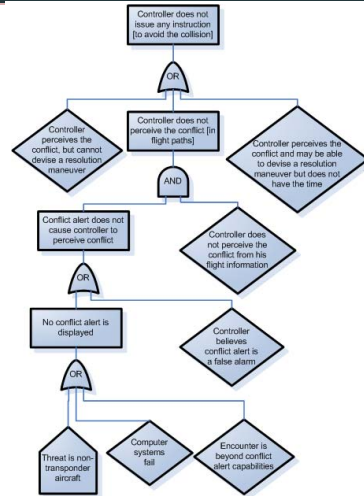 Controller does not
issue any instruction
[to avoid the collision]
OR
Controller
perceives the
conflict, but cannot
devise a resolution
maneuver
Controller does not
perceive the conflict [in
flight paths]
Controller perceives the
conflict and may be able
to devise a resolution
maneuver but does not
have the time
AND
Conflict alert does not
cause controller to
perceive conflict
Controller does
not perceive the
conflict from his
flight information
OR
No conflict alert is
displayed
Controller
believes
conflict alert is
a false alarm
OR
Threat is non-
transponder
aircraft
Computer
systems
fail
Encounter is
beyond conflict
alert capabilities